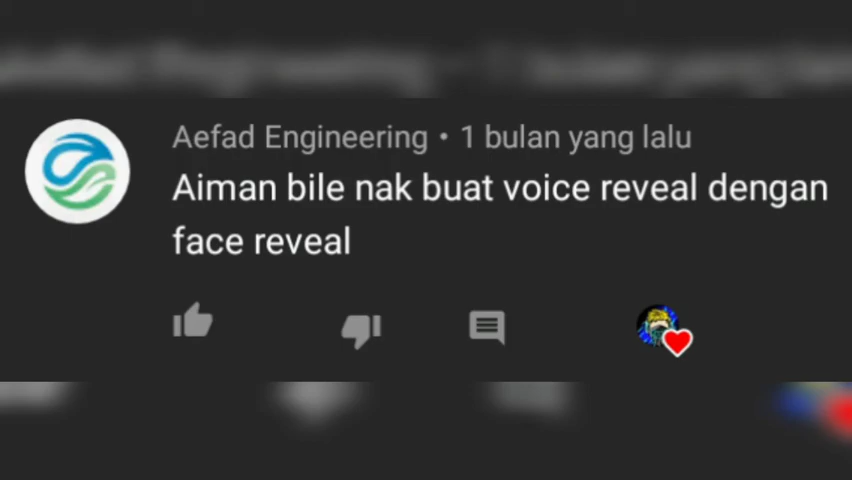 Aefad Engineering • 1 bulan yang lalu
Aiman bile nak buat voice reveal dengan
face reveal